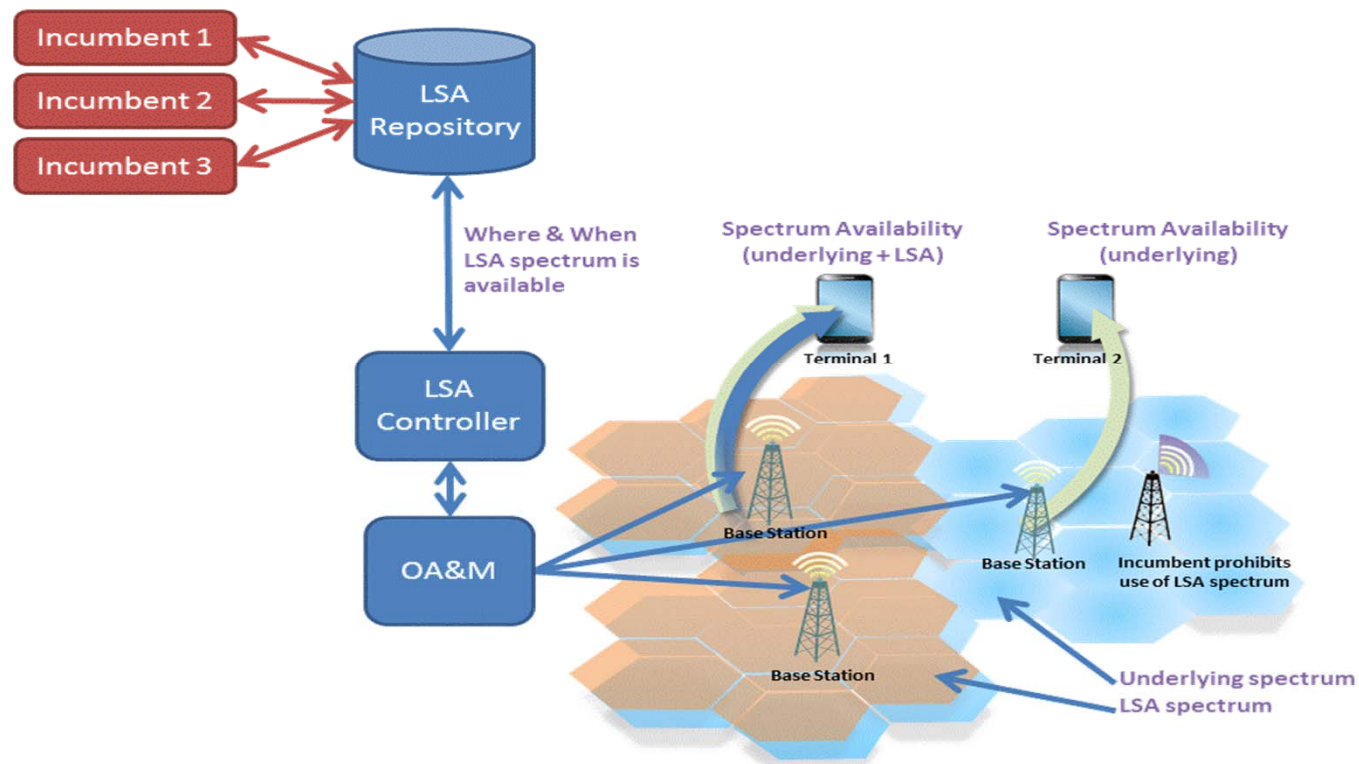 Incumbent 1
Incumbent 2
Incumbent 3
LSA
Repository
Where & When
LSA spectrum is
available
LSA
Controller
OA&M
Spectrum Availability
(underlying + LSA)
Terminal 1
Spectrum Availability
(underlying)
Terminal 2
Base Station
Base Station
Incumbent prohibits
use of LSA spectrum
Base Station
Underlying spectrum
LSA spectrum